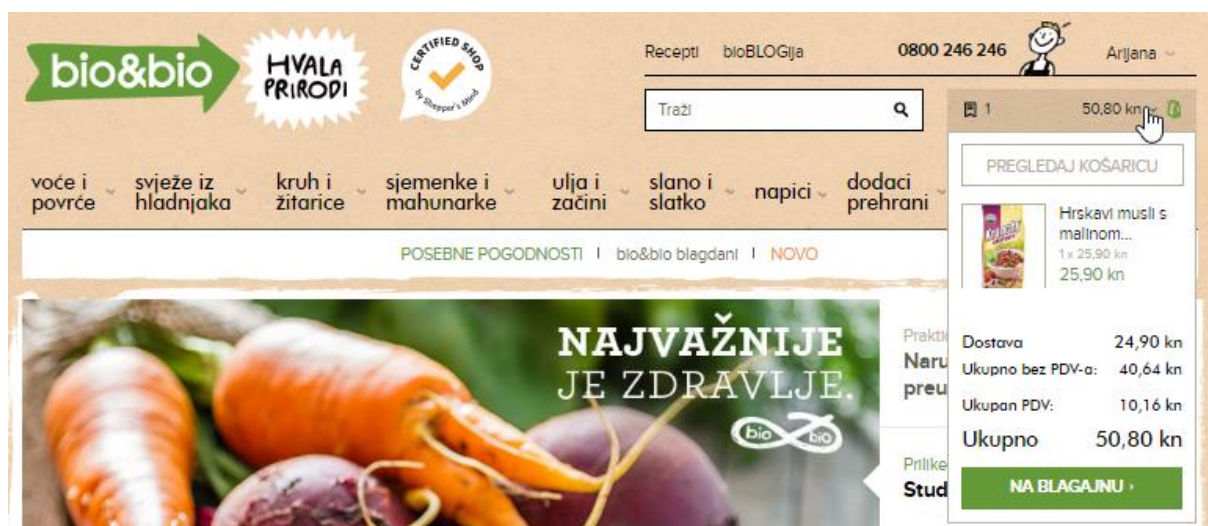 bio&bio
HVALA
PRIRODI
CERTIFIED SHOP
by Shopper's Mind
Recepti bioBLOGija
0800 246 246
Arijana
Traži
1 50,80 kn
voće i
povrće
svježe iz
hladnjaka
kruh i
žitarice
sjemenke i
mahunarke
ulja i
začini
slano i
slatko
napici
dodaci
prehrani
POSEBNE POGODNOSTI | bio&bio blagdani | NOVO
PREGLEDAJ KOŠARICU
Hrskavi musli s
malinom...
1 x 25,90 kn
25,90 kn
Dostava 24,90 kn
Ukupno bez PDV-a: 40,64 kn
Ukupan PDV: 10,16 kn
Ukupno 50,80 kn
NA BLAGAJNU ›
NAJVAŽNIJE
JE ZDRAVLJE.
bio bio
Narú
preu
Prilike
Stud